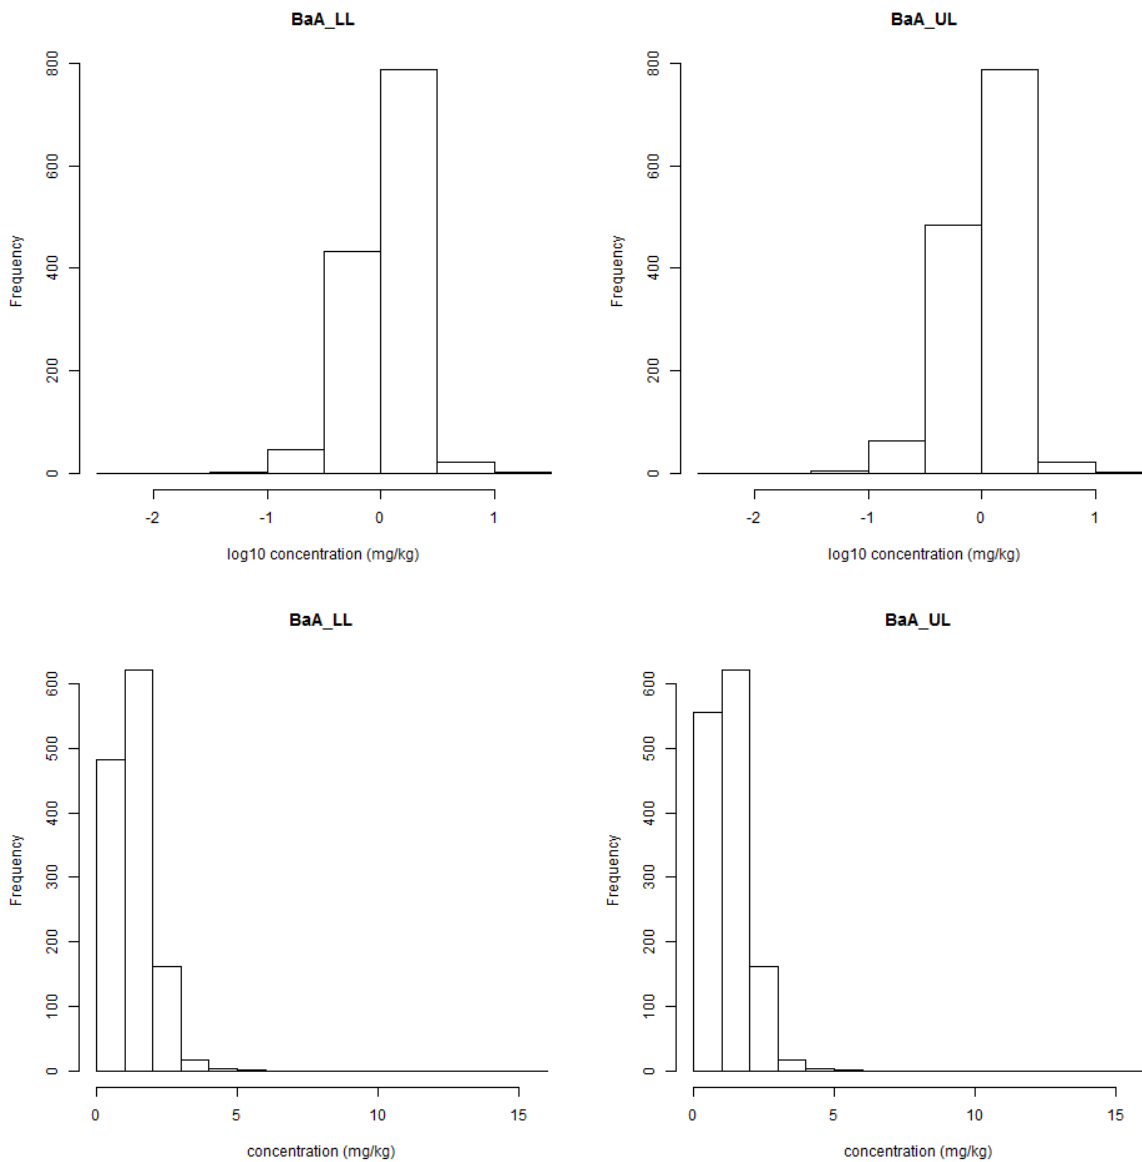 BaA_LL
Frequency
0 200 400 600 800
-2 -1 0 1
log10 concentration (mg/kg)
BaA_UL
Frequency
0 200 400 600 800
-2 -1 0 1
log10 concentration (mg/kg)
BaA_LL
Frequency
0 100 200 300 400 500 600
0 5 10 15
concentration (mg/kg)
BaA_UL
Frequency
0 100 200 300 400 500 600
0 5 10 15
concentration (mg/kg)